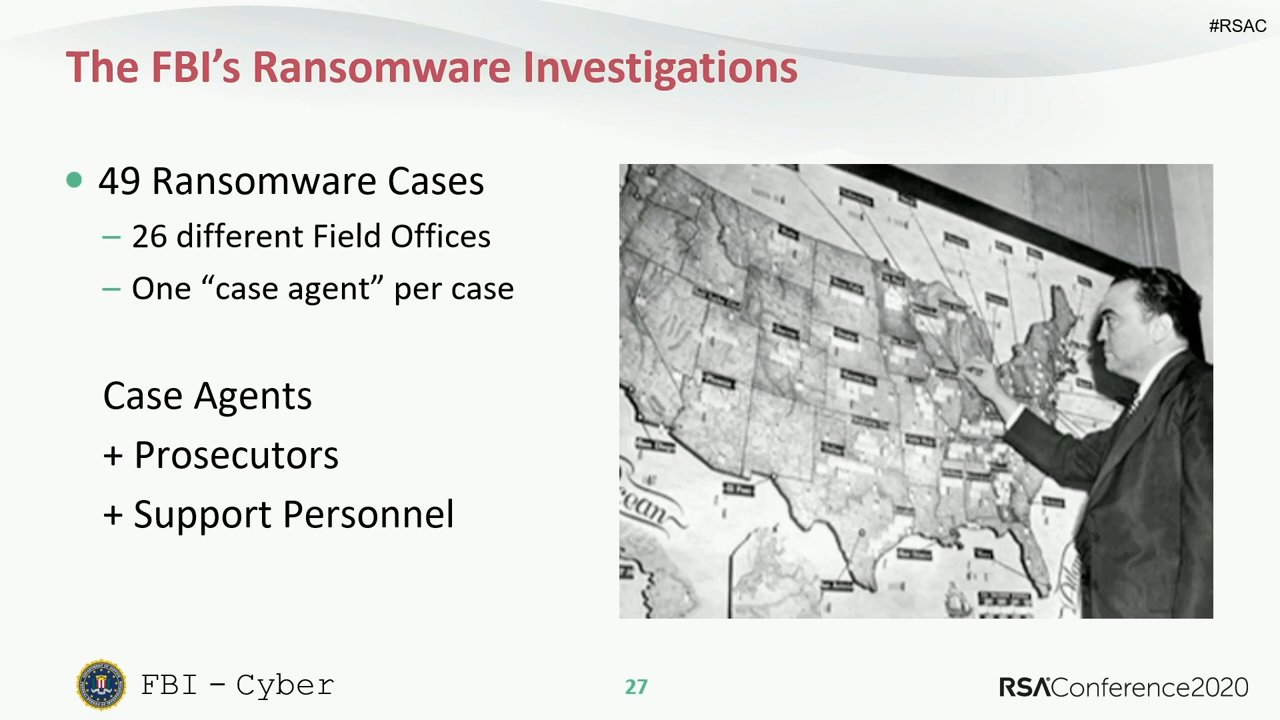 #RSAC
The FBI’s Ransomware Investigations
• 49 Ransomware Cases
– 26 different Field Offices
– One “case agent” per case
Case Agents
+ Prosecutors
+ Support Personnel
FBI – Cyber
27
RSAConference2020